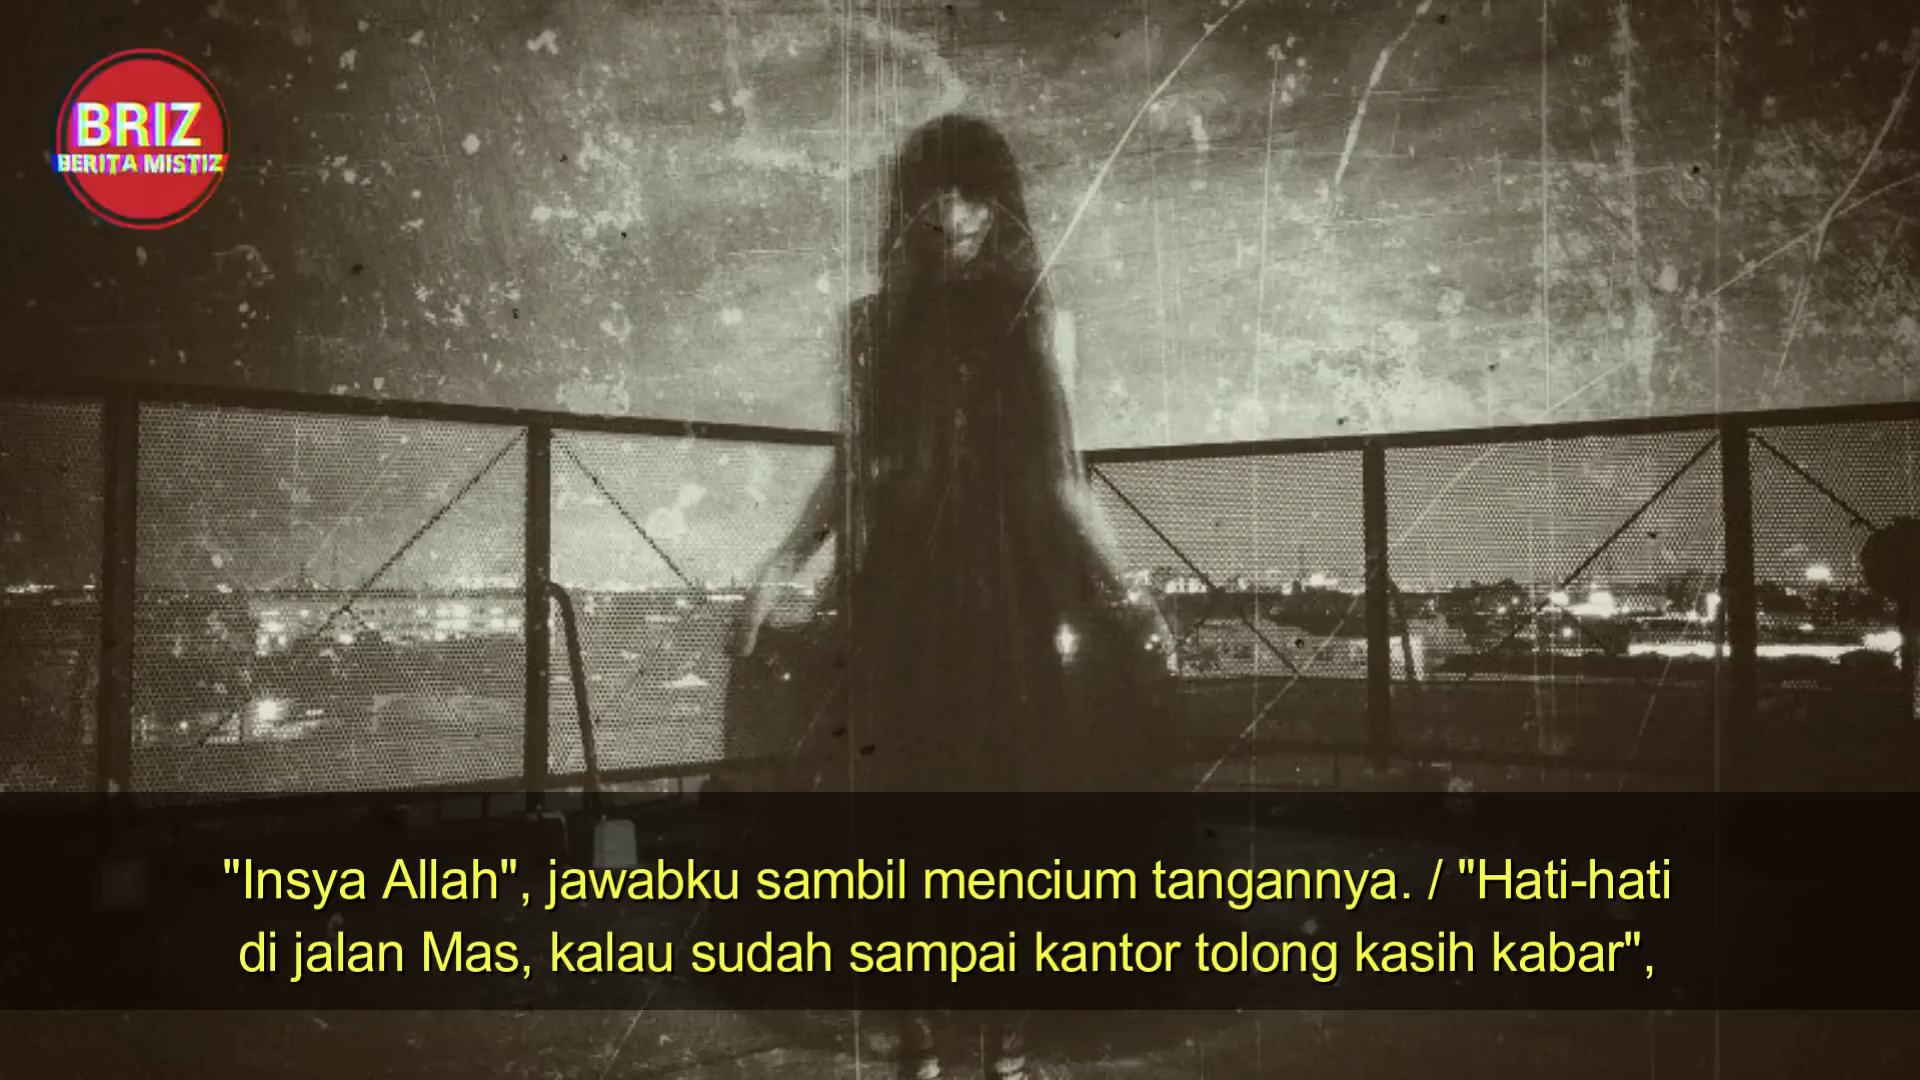 BRIZ
BERITA MISTIZ
"Insya Allah", jawabku sambil mencium tangannya. / "Hati-hati
di jalan Mas, kalau sudah sampai kantor tolong kasih kabar",